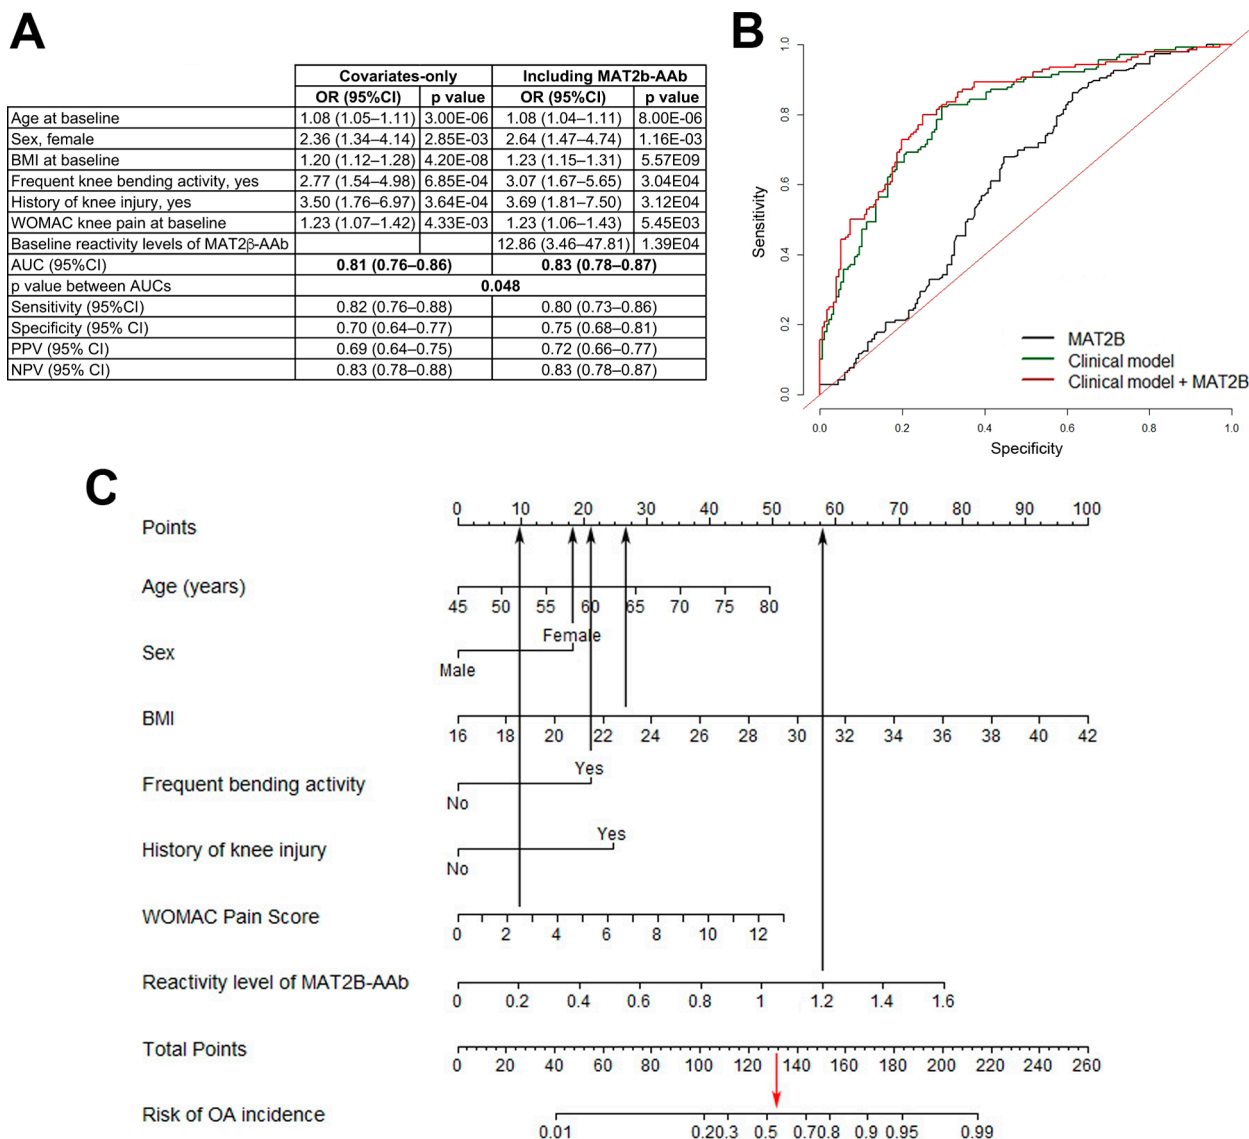 A
Covaries-only Including MAT2b-AAb
OR (95%CI) p value OR (95%CI) p value
Age at baseline 1.08 (1.05–1.11) 3.00E-06 1.08 (1.04–1.11) 8.00E-06
Sex, female 2.36 (1.34–4.14) 2.85E-03 2.64 (1.47–4.74) 1.16E-03
BMI at baseline 1.20 (1.12–1.28) 4.20E-08 1.23 (1.15–1.31) 5.57E09
Frequent knee bending activity, yes 2.77 (1.54–4.98) 6.85E-04 3.07 (1.67–5.65) 3.04E04
History of knee injury, yes 3.50 (1.76–6.97) 3.64E-04 3.69 (1.81–7.50) 3.12E04
WOMAC knee pain at baseline 1.23 (1.07–1.42) 4.33E-03 1.23 (1.06–1.43) 5.45E03
Baseline reactivity levels of MAT2β-AAb 12.86 (3.46–47.81) 1.39E04
AUC (95%CI) 0.81 (0.76–0.86) 0.83 (0.78–0.87)
p value between AUCs 0.048
Sensitivity (95%CI) 0.82 (0.76–0.88) 0.80 (0.73–0.86)
Specificity (95% CI) 0.70 (0.64–0.77) 0.75 (0.68–0.81)
PPV (95% CI) 0.69 (0.64–0.75) 0.72 (0.66–0.77)
NPV (95% CI) 0.83 (0.78–0.88) 0.83 (0.78–0.87)
B
Sensitivity
1.0
0.8
0.6
0.4
0.2
0.0
MAT2B
Clinical model
Clinical model + MAT2B
0.0 0.2 0.4 0.6 0.8 1.0
Specificity
C
Points
0 10 20 30 40 50 60 70 80 90 100
Age (years)
45 50 55 60 65 70 75 80
Sex
Female
Male
BMI
16 18 20 22 24 26 28 30 32 34 36 38 40 42
Frequent bending activity
Yes
No
History of knee injury
Yes
No
WOMAC Pain Score
0 2 4 6 8 10 12
Reactivity level of MAT2B-AAb
0 0.2 0.4 0.6 0.8 1 1.2 1.4 1.6
Total Points
0 20 40 60 80 100 120 140 160 180 200 220 240 260
Risk of OA incidence
0.01 0.20.3 0.5 0.70.8 0.9 0.95 0.99